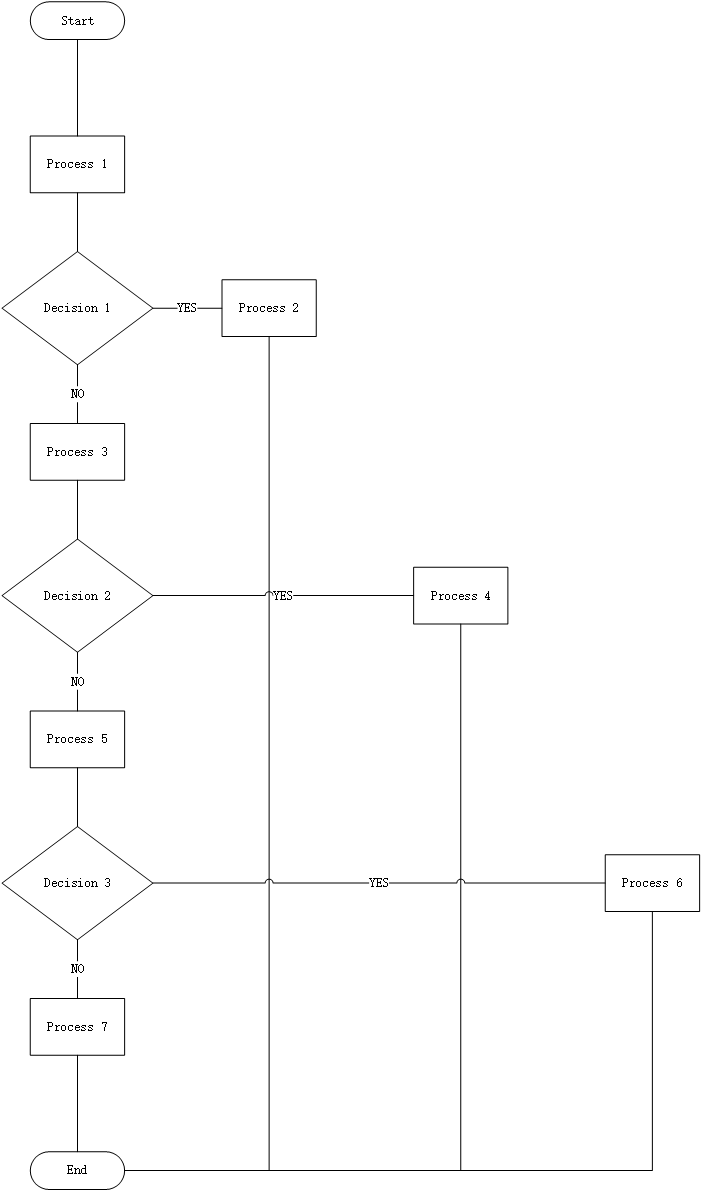 Start
Process 1
Decision 1
YES
Process 2
NO
Process 3
Decision 2
YES
Process 4
NO
Process 5
Decision 3
YES
Process 6
NO
Process 7
End